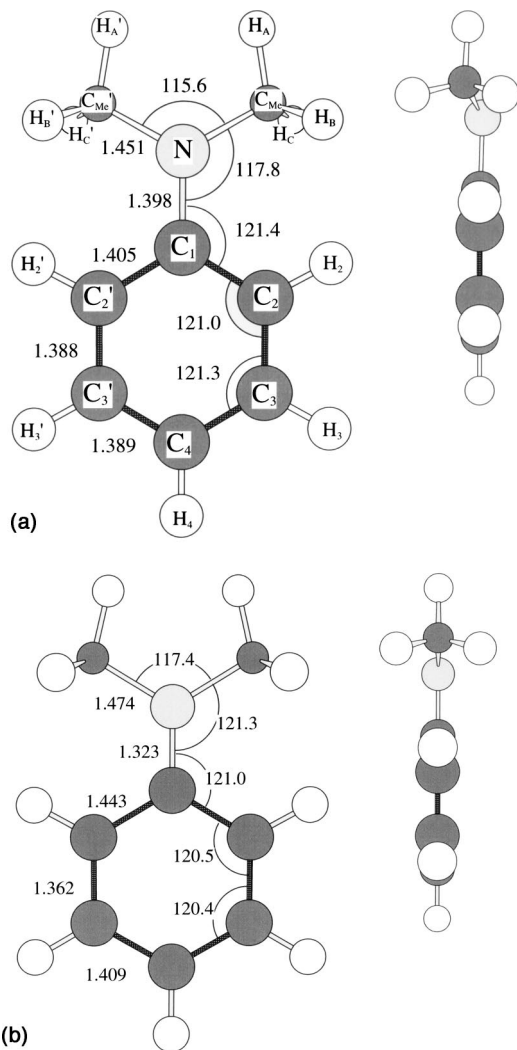 H_A' H_A
C_Me' 115.6 C_Me
H_B' H_C' 1.451 N H_C H_B
117.8
1.398
C_1 121.4
H_2' 1.405 H_2
C_2' C_2
121.0
1.388
121.3
C_3' C_3
H_3' 1.389 C_4 H_3
H_4
(a)
117.4
1.474
121.3
1.323
121.0
1.443
120.5
1.362
120.4
1.409
(b)